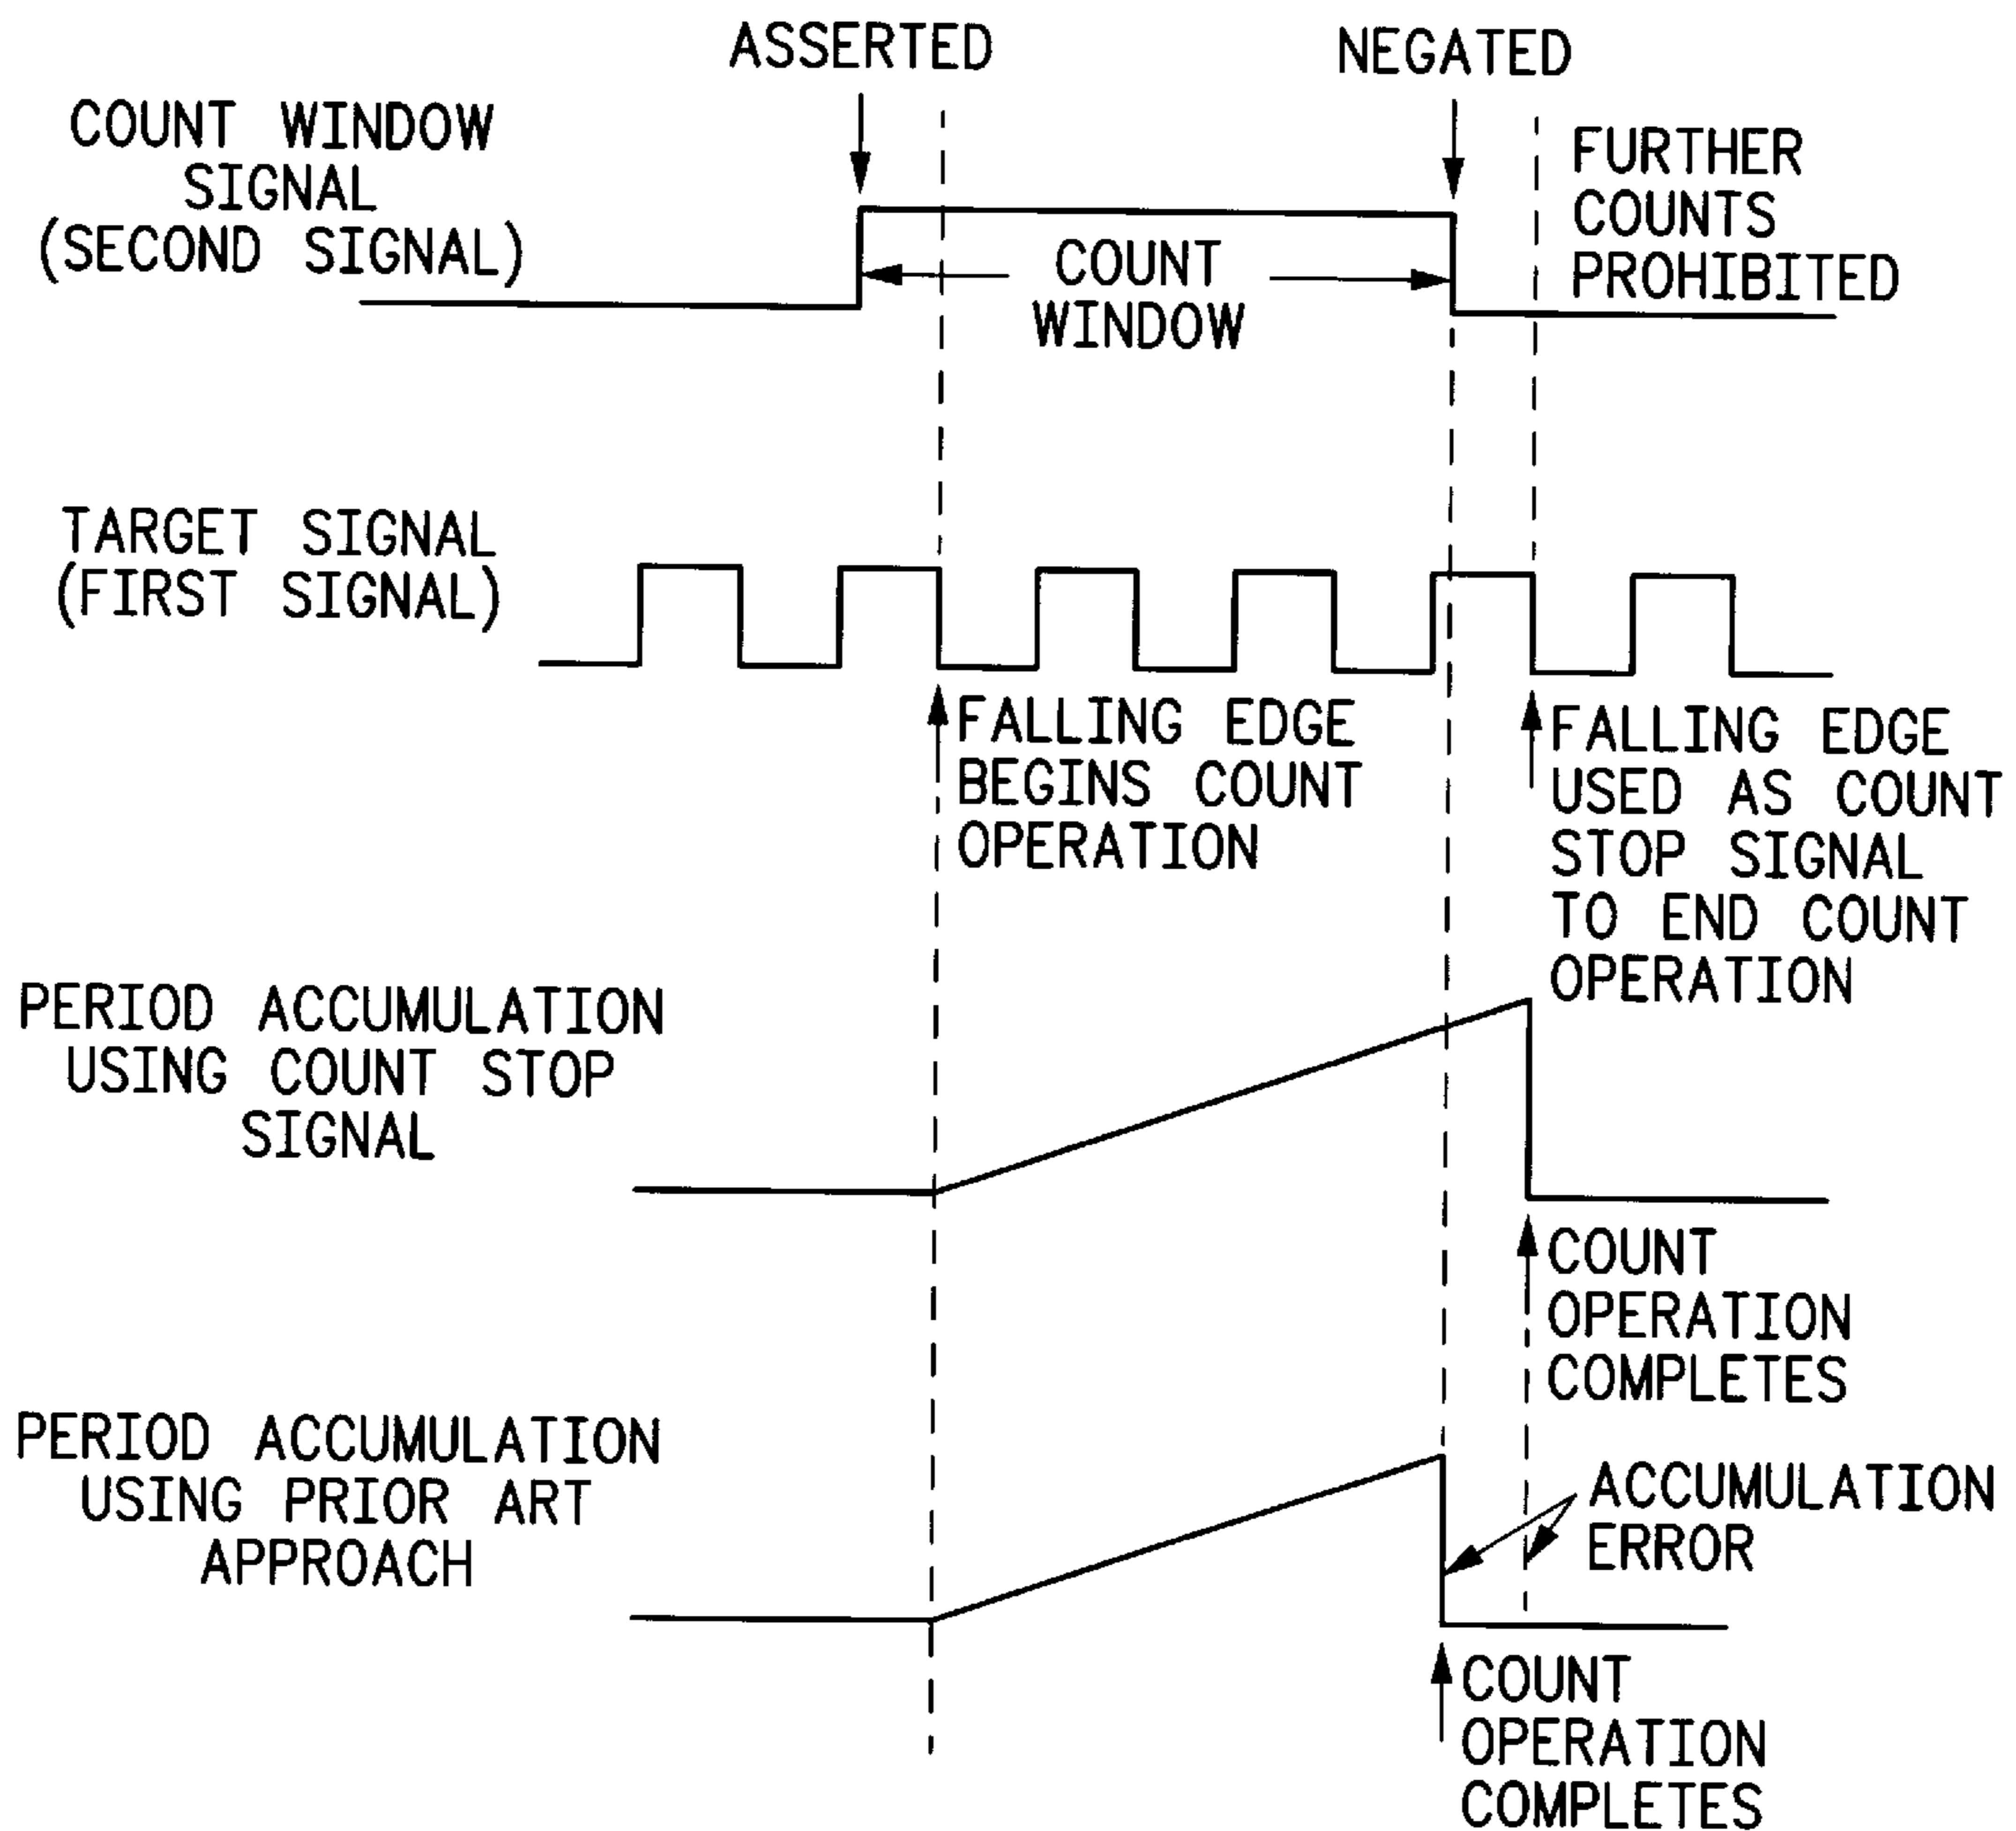 ASSERTED
NEGATED
COUNT WINDOW
SIGNAL
(SECOND SIGNAL)
COUNT
WINDOW
FURTHER
COUNTS
PROHIBITED
TARGET SIGNAL
(FIRST SIGNAL)
FALLING EDGE
BEGINS COUNT
OPERATION
FALLING EDGE
USED AS COUNT
STOP SIGNAL
TO END COUNT
OPERATION
PERIOD ACCUMULATION
USING COUNT STOP
SIGNAL
COUNT
OPERATION
COMPLETES
PERIOD ACCUMULATION
USING PRIOR ART
APPROACH
ACCUMULATION
ERROR
COUNT
OPERATION
COMPLETES